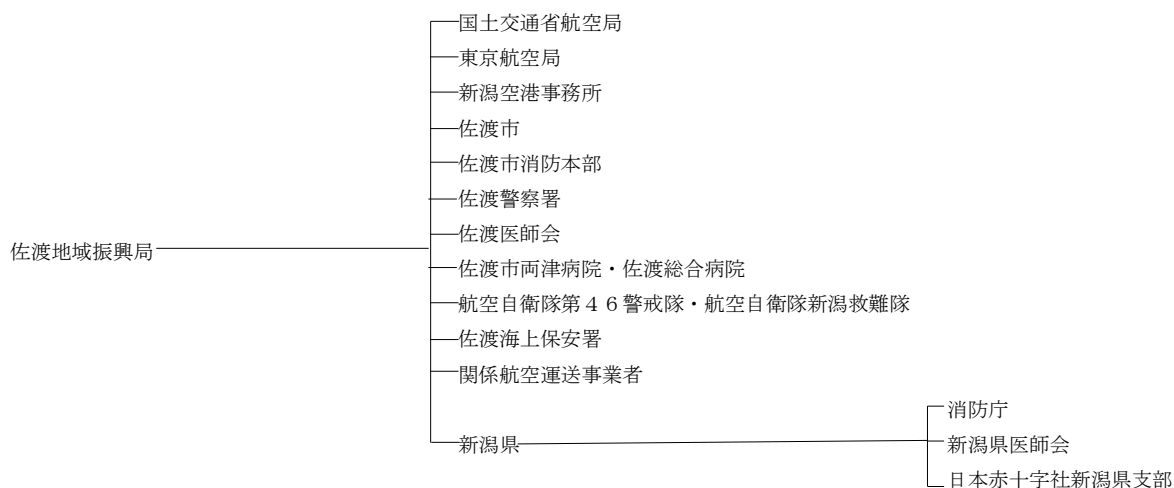 国土交通省航空局
東京航空局
新潟空港事務所
佐渡市
佐渡市消防本部
佐渡警察署
佐渡医師会
佐渡地域振興局
佐渡市両津病院・佐渡総合病院
航空自衛隊第４６警戒隊・航空自衛隊新潟救難隊
佐渡海上保安署
関係航空運送事業者
新潟県
消防庁
新潟県医師会
日本赤十字社新潟県支部